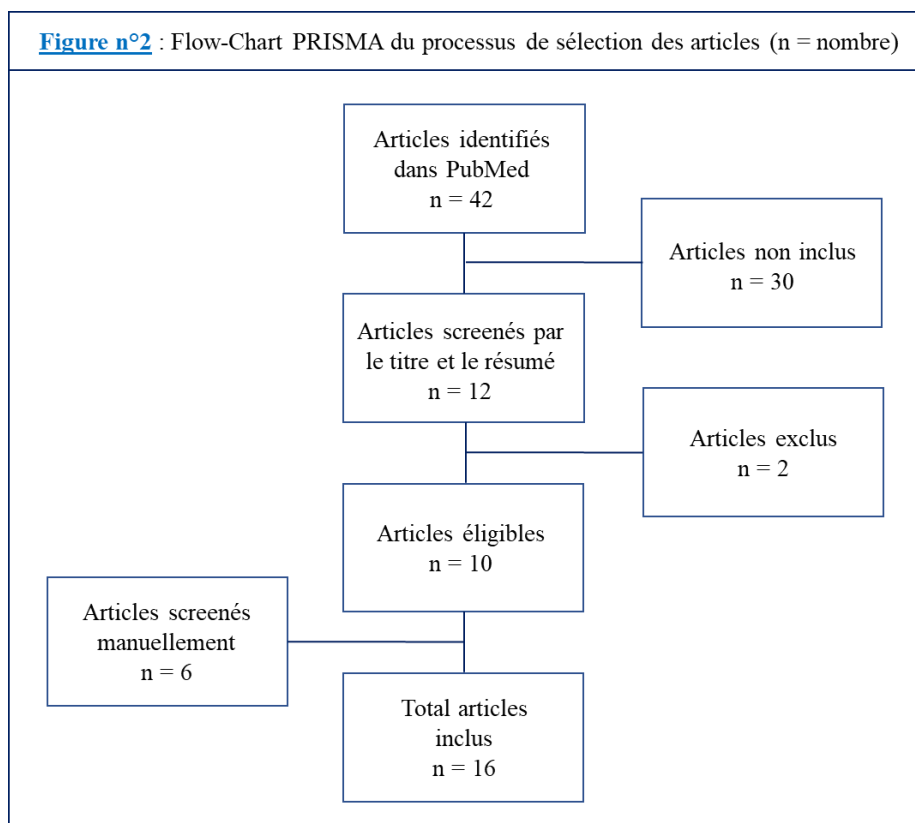 Figure n°2 : Flow-Chart PRISMA du processus de sélection des articles (n = nombre)
Articles identifiés
dans PubMed
n = 42
Articles non inclus
n = 30
Articles screenés par
le titre et le résumé
n = 12
Articles exclus
n = 2
Articles éligibles
n = 10
Articles screenés
manuellement
n = 6
Total articles
inclus
n = 16